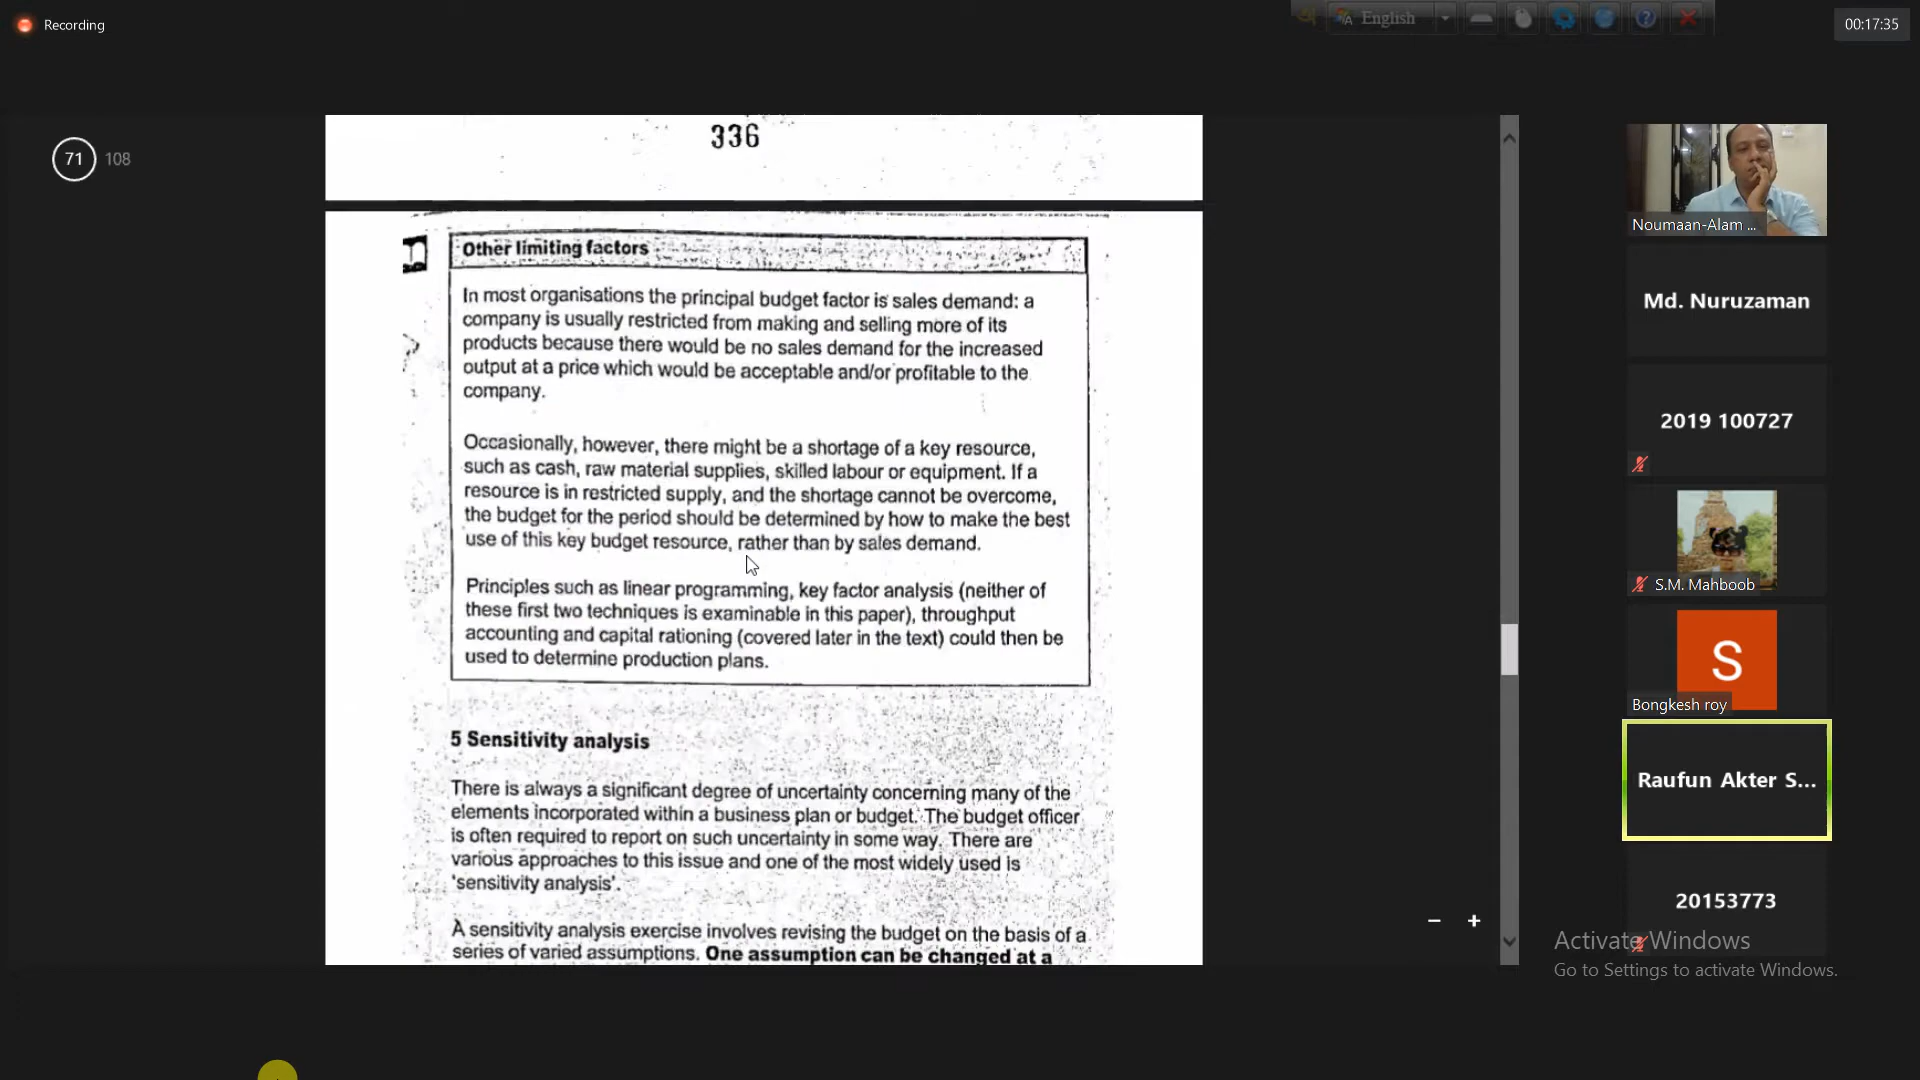 Recording
English
00:17:35
71 108
336
Other limiting factors
In most organisations the principal budget factor is sales demand: a
company is usually restricted from making and selling more of its
products because there would be no sales demand for the increased
output at a price which would be acceptable and/or profitable to the
company.
Occasionally, however, there might be a shortage of a key resource,
such as cash, raw material supplies, skilled labour or equipment. If a
resource is in restricted supply, and the shortage cannot be overcome,
the budget for the period should be determined by how to make the best
use of this key budget resource, rather than by sales demand.
Principles such as linear programming, key factor analysis (neither of
these first two techniques is examinable in this paper), throughput
accounting and capital rationing (covered later in the text) could then be
used to determine production plans.
5 Sensitivity analysis
There is always a significant degree of uncertainty concerning many of the
elements incorporated within a business plan or budget. The budget officer
is often required to report on such uncertainty in some way. There are
various approaches to this issue and one of the most widely used is
'sensitivity analysis'.
A sensitivity analysis exercise involves revising the budget on the basis of a
series of varied assumptions. One assumption can be changed at a
Noumaan-Alam ...
Md. Nuruzaman
2019 100727
S.M. Mahboob
S
Bongkesh roy
Raufun Akter S...
20153773
Activate Windows
Go to Settings to activate Windows.